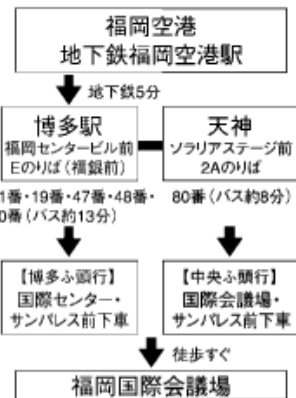 福岡空港
地下鉄福岡空港駅
地下鉄5分
博多駅
福岡センタービル前
Eのりば(福銀前)
天神
ソラリアステージ前
2Aのりば
1番・19番・47番・48番・
0番(バス約13分)
80番(バス約8分)
【博多ふ頭行】
国際センター・
サンパレス前下車
【中央ふ頭行】
国際会議場・
サンパレス前下車
徒歩すぐ
福岡国際会議場